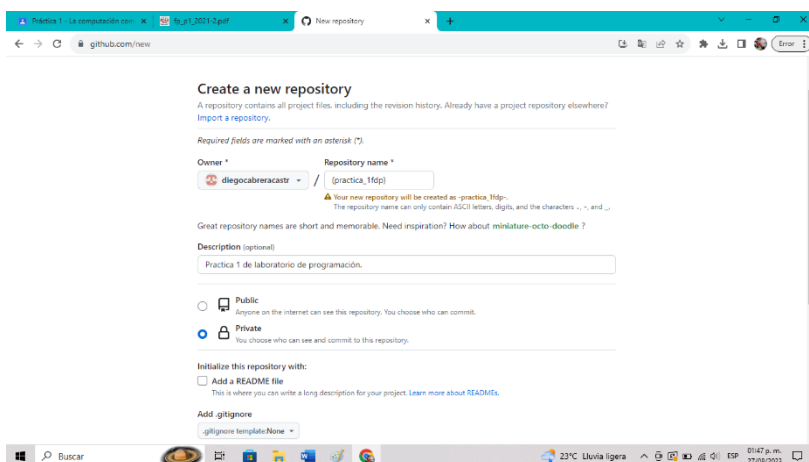 Práctica 1 - La computación com
fp_p1_2021-2.pdf
New repository
github.com/new
Error
Create a new repository
A repository contains all project files, including the revision history. Already have a project repository elsewhere?
Import a repository.
Required fields are marked with an asterisk (*).
Owner *
Repository name *
diegocabreracastr
/
{practica_1fdp}
Your new repository will be created as -practica_1fdp-.
The repository name can only contain ASCII letters, digits, and the characters ., -, and _.
Great repository names are short and memorable. Need inspiration? How about miniature-octo-doodle ?
Description (optional)
Practica 1 de laboratorio de programación.
Public
Anyone on the internet can see this repository. You choose who can commit.
Private
You choose who can see and commit to this repository.
Initialize this repository with:
Add a README file
This is where you can write a long description for your project. Learn more about READMEs.
Add .gitignore
.gitignore template: None
Buscar
23°C Lluvia ligera
ESP
01:47 p. m.
27/08/2023